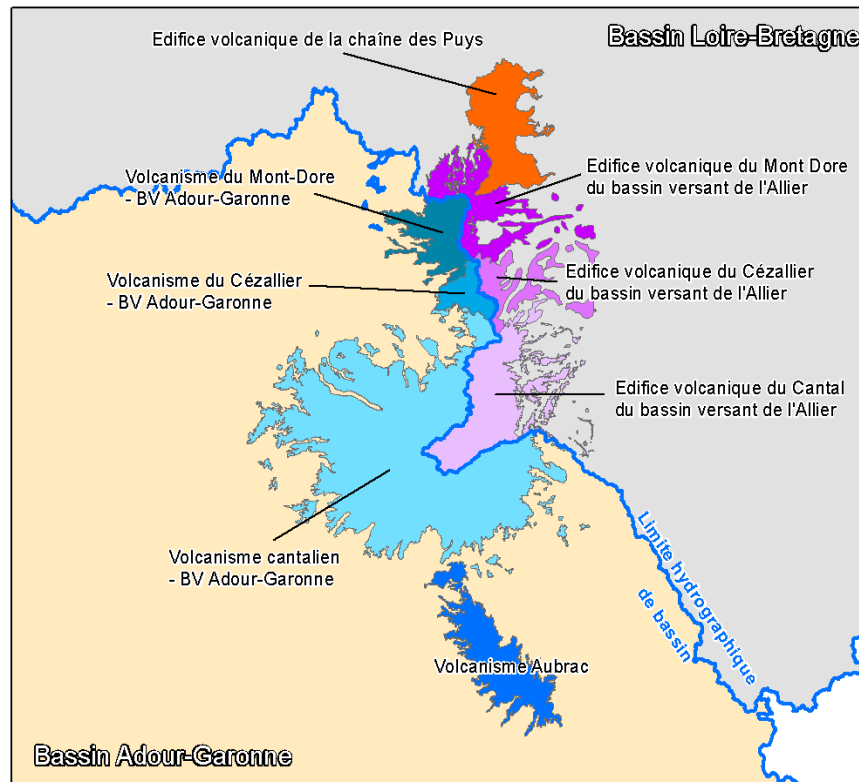 Edifice volcanique de la chaîne des Puys
Bassin Loire-Bretagne
Volcanisme du Mont-Dore
- BV Adour-Garonne
Edifice volcanique du Mont Dore
du bassin versant de l'Allier
Volcanisme du Cézallier
- BV Adour-Garonne
Edifice volcanique du Cézallier
du bassin versant de l'Allier
Edifice volcanique du Cantal
du bassin versant de l'Allier
Volcanisme cantalien
- BV Adour-Garonne
Limite hydrographique
de bassin
Volcanisme Aubrac
Bassin Adour-Garonne